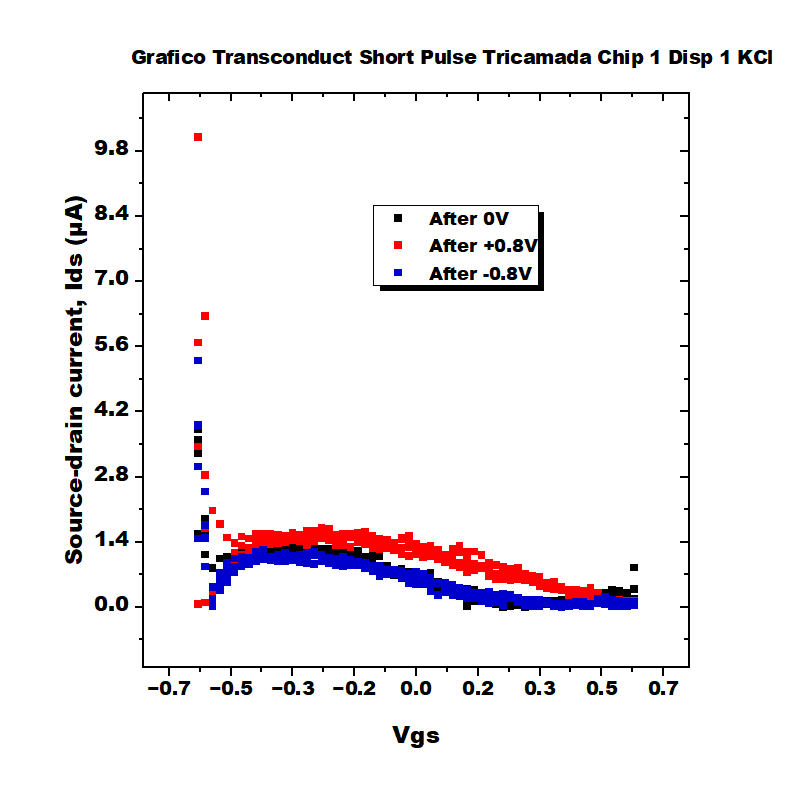 Grafico Transconduct Short Pulse Tricamada Chip 1 Disp 1 KCl
9.8
8.4
7.0
5.6
4.2
2.8
1.4
0.0
Source-drain current, Ids (µA)
After 0V
After +0.8V
After -0.8V
−0.7 −0.5 −0.3 −0.2 0.0 0.2 0.3 0.5 0.7
Vgs